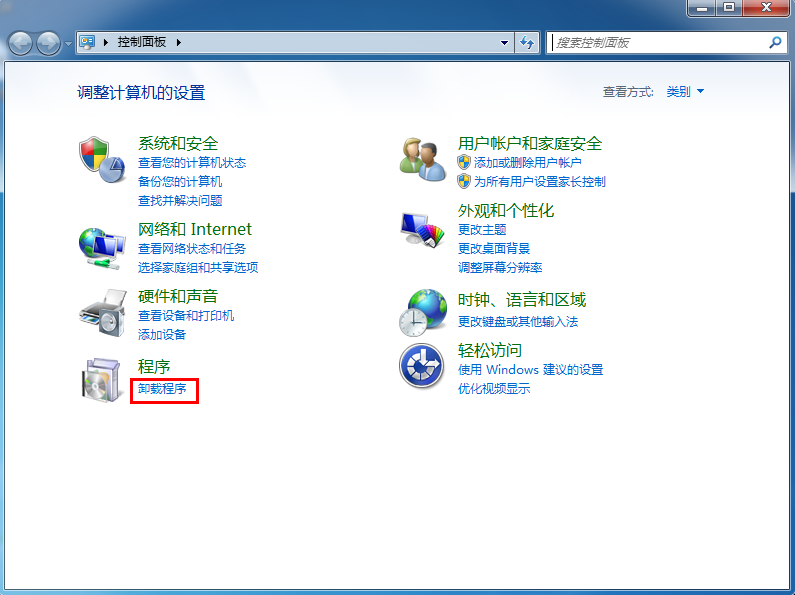 控制面板
搜索控制面板
调整计算机的设置
查看方式: 类别
系统和安全
查看您的计算机状态
备份您的计算机
查找并解决问题
网络和 Internet
查看网络状态和任务
选择家庭组和共享选项
硬件和声音
查看设备和打印机
添加设备
程序
卸载程序
用户帐户和家庭安全
添加或删除用户帐户
为所有用户设置家长控制
外观和个性化
更改主题
更改桌面背景
调整屏幕分辨率
时钟、语言和区域
更改键盘或其他输入法
轻松访问
使用 Windows 建议的设置
优化视频显示